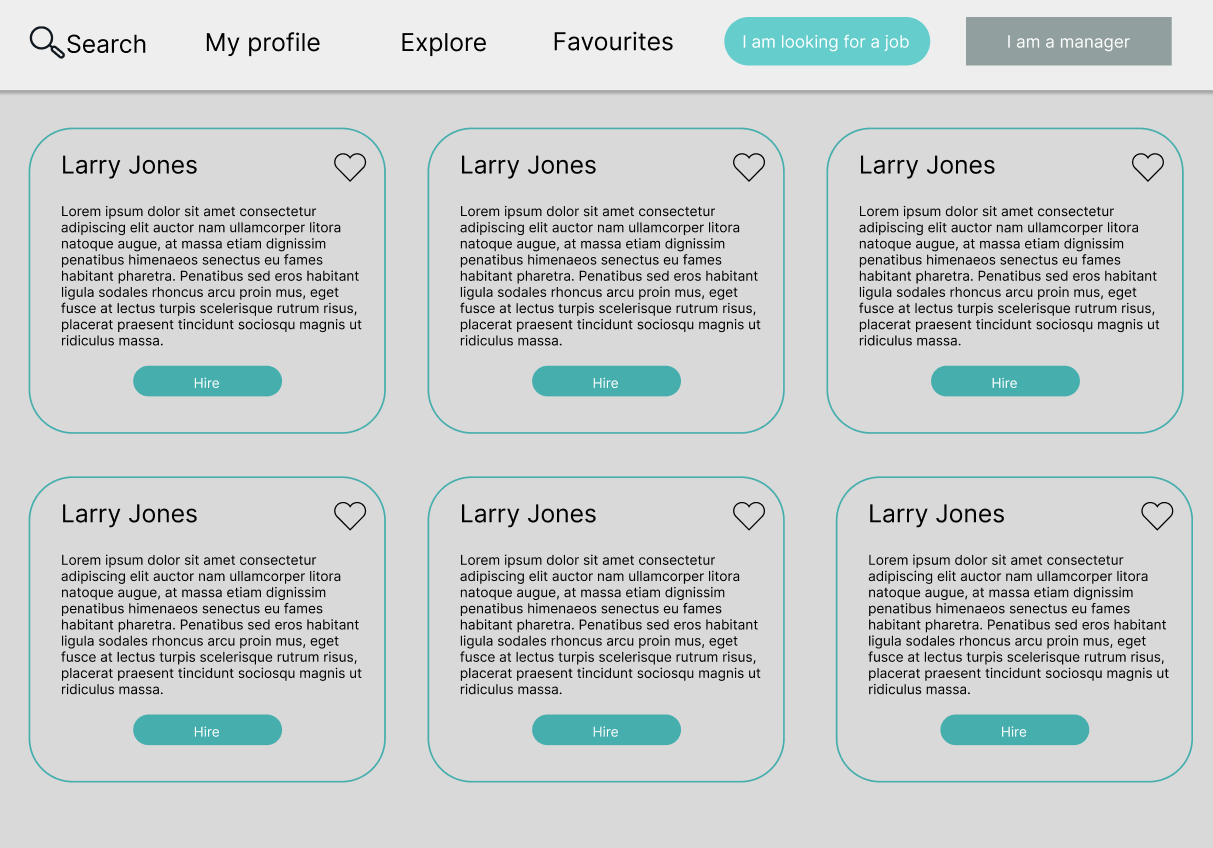 Search My profile Explore Favourites I am looking for a job I am a manager
Larry Jones
Lorem ipsum dolor sit amet consectetur
adipiscing elit auctor nam ullamcorper litora
natoque augue, at massa etiam dignissim
penatibus himenaeos senectus eu fames
habitant pharetra. Penatibus sed eros habitant
ligula sodales rhoncus arcu proin mus, eget
fusce at lectus turpis scelerisque rutrum risus,
placerat praesent tincidunt sociosqu magnis ut
ridiculus massa.
Hire
Larry Jones
Lorem ipsum dolor sit amet consectetur
adipiscing elit auctor nam ullamcorper litora
natoque augue, at massa etiam dignissim
penatibus himenaeos senectus eu fames
habitant pharetra. Penatibus sed eros habitant
ligula sodales rhoncus arcu proin mus, eget
fusce at lectus turpis scelerisque rutrum risus,
placerat praesent tincidunt sociosqu magnis ut
ridiculus massa.
Hire
Larry Jones
Lorem ipsum dolor sit amet consectetur
adipiscing elit auctor nam ullamcorper litora
natoque augue, at massa etiam dignissim
penatibus himenaeos senectus eu fames
habitant pharetra. Penatibus sed eros habitant
ligula sodales rhoncus arcu proin mus, eget
fusce at lectus turpis scelerisque rutrum risus,
placerat praesent tincidunt sociosqu magnis ut
ridiculus massa.
Hire
Larry Jones
Lorem ipsum dolor sit amet consectetur
adipiscing elit auctor nam ullamcorper litora
natoque augue, at massa etiam dignissim
penatibus himenaeos senectus eu fames
habitant pharetra. Penatibus sed eros habitant
ligula sodales rhoncus arcu proin mus, eget
fusce at lectus turpis scelerisque rutrum risus,
placerat praesent tincidunt sociosqu magnis ut
ridiculus massa.
Hire
Larry Jones
Lorem ipsum dolor sit amet consectetur
adipiscing elit auctor nam ullamcorper litora
natoque augue, at massa etiam dignissim
penatibus himenaeos senectus eu fames
habitant pharetra. Penatibus sed eros habitant
ligula sodales rhoncus arcu proin mus, eget
fusce at lectus turpis scelerisque rutrum risus,
placerat praesent tincidunt sociosqu magnis ut
ridiculus massa.
Hire
Larry Jones
Lorem ipsum dolor sit amet consectetur
adipiscing elit auctor nam ullamcorper litora
natoque augue, at massa etiam dignissim
penatibus himenaeos senectus eu fames
habitant pharetra. Penatibus sed eros habitant
ligula sodales rhoncus arcu proin mus, eget
fusce at lectus turpis scelerisque rutrum risus,
placerat praesent tincidunt sociosqu magnis ut
ridiculus massa.
Hire